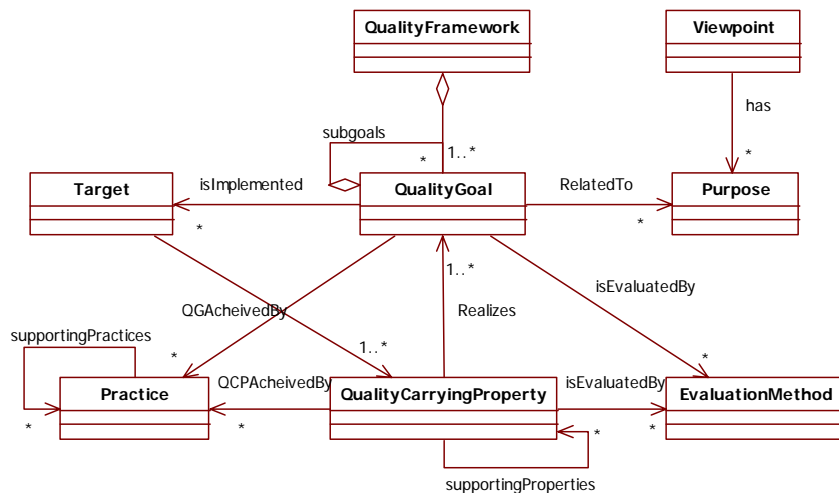 QualityFramework
Viewpoint
has
subgoals
*
1..*
*
Target
isImplemented
QualityGoal
RelatedTo
Purpose
*
*
1..*
isEvaluatedBy
QGAcheivedBy
Realizes
supportingPractices
*
1..*
*
Practice
QCPAcheivedBy
QualityCarryingProperty
isEvaluatedBy
EvaluationMethod
*
*
*
*
supportingProperties